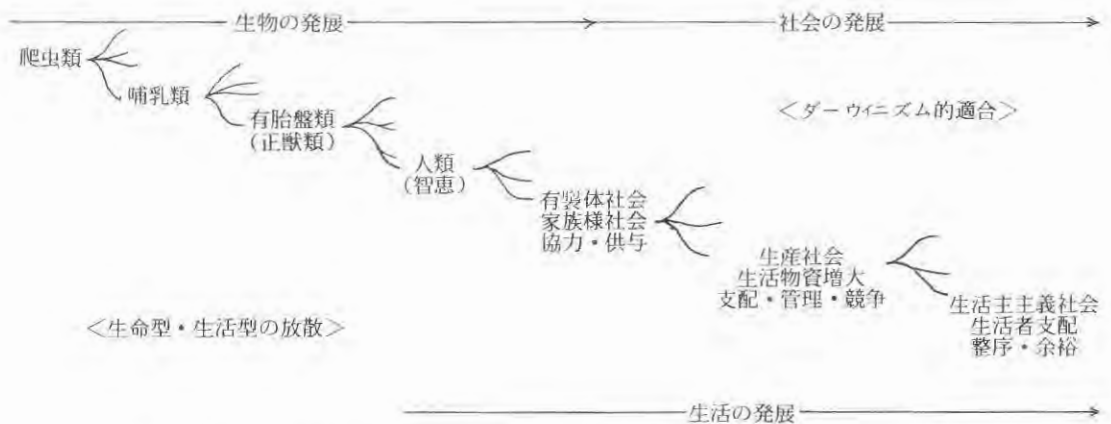 生物の発展
社会の発展
爬虫類
哺乳類
有胎盤類
(正獣類)
<ダーウィニズム的適合>
人類
(智恵)
有製体社会
家族様社会
協力・供与
生産社会
生活物資増大
支配・管理・競争
生活主主義社会
生活者支配
整序・余裕
<生命型・生活型の放散>
生活の発展